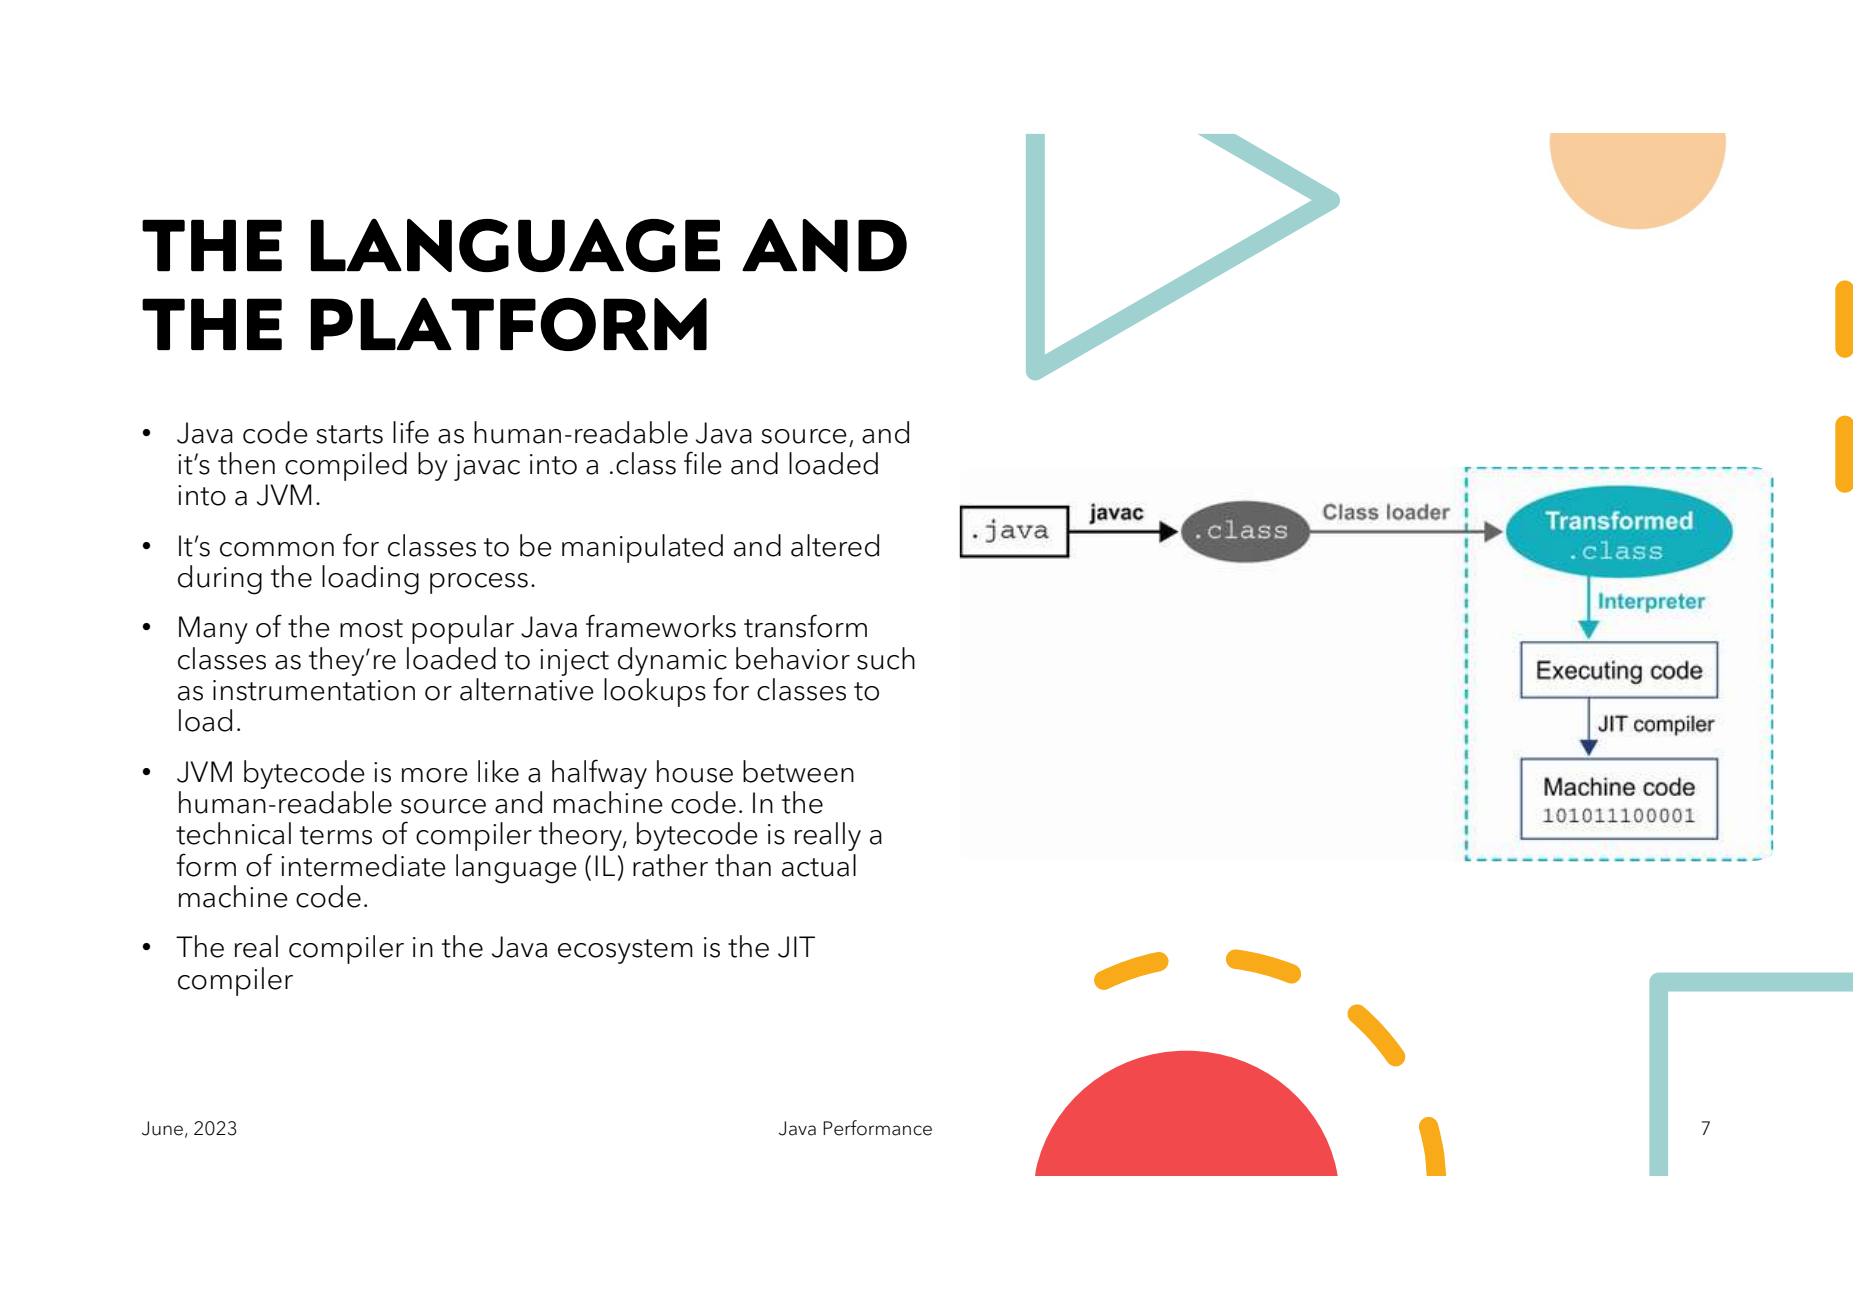 THE LANGUAGE AND
THE PLATFORM
• Java code starts life as human-readable Java source, and
it’s then compiled by javac into a .class file and loaded
into a JVM.
• It’s common for classes to be manipulated and altered
during the loading process.
• Many of the most popular Java frameworks transform
classes as they’re loaded to inject dynamic behavior such
as instrumentation or alternative lookups for classes to
load.
• JVM bytecode is more like a halfway house between
human-readable source and machine code. In the
technical terms of compiler theory, bytecode is really a
form of intermediate language (IL) rather than actual
machine code.
• The real compiler in the Java ecosystem is the JIT
compiler
.java
javac
.class
Class loader
Transformed
.class
Interpreter
Executing code
JIT compiler
Machine code
101011100001
June, 2023
Java Performance
7